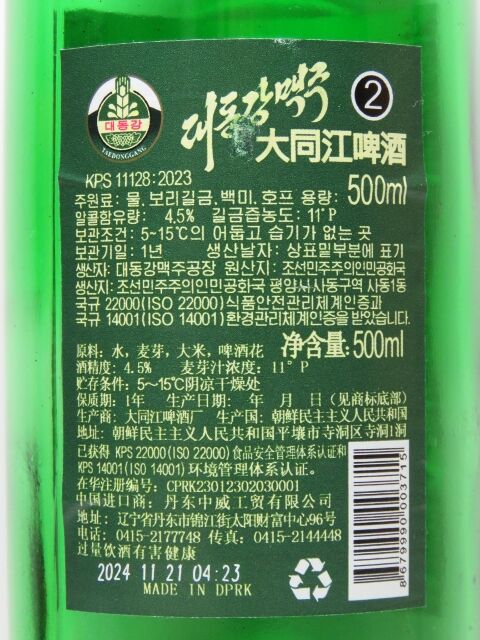 대동강
TAEDONGGANG
대동강맥주
2
大同江啤酒
KPS 11128:2023
주원료: 물, 보리길금, 백미, 호프 용량: 500ml
알콜함유량: 4.5% 길금즙농도: 11°P
보관조건: 5~15℃의 어둡고 습기가 없는 곳
보관기일: 1년 생산날자: 상표밑부분에 표기
생산지: 대동강맥주공장 원산지: 조선민주주의인민공화국
생산지: 조선민주주의인민공화국 평양시사동구역 사동1동
국규 22000(ISO 22000)식품안전관리체계인증과
국규 14001(ISO 14001)환경관리체계인증을 받았습니다.
原料: 水, 麦芽, 大米, 啤酒花 净含量: 500ml
酒精度: 4.5% 麦芽汁浓度: 11°P
贮存条件: 5~15℃阴凉干燥处
保质期: 1年 生产日期: 年 月 日(见商标底部)
生产商: 大同江啤酒厂 生产国: 朝鲜民主主义人民共和国
地址: 朝鲜民主主义人民共和国平壤市寺洞区寺洞1洞
已获得 KPS 22000(ISO 22000)食品安全管理体系认证和
KPS 14001(ISO 14001)环境管理体系认证。
在华注册编号: CPRK23012302030001
中国进口商: 丹东中威工贸有限公司
地址: 辽宁省丹东市锦江街太阳财富中心96号
电话: 0415-2177748 传真: 0415-2144448
过量饮酒有害健康
2024 11 21 04:23
MADE IN DPRK
8679990003715